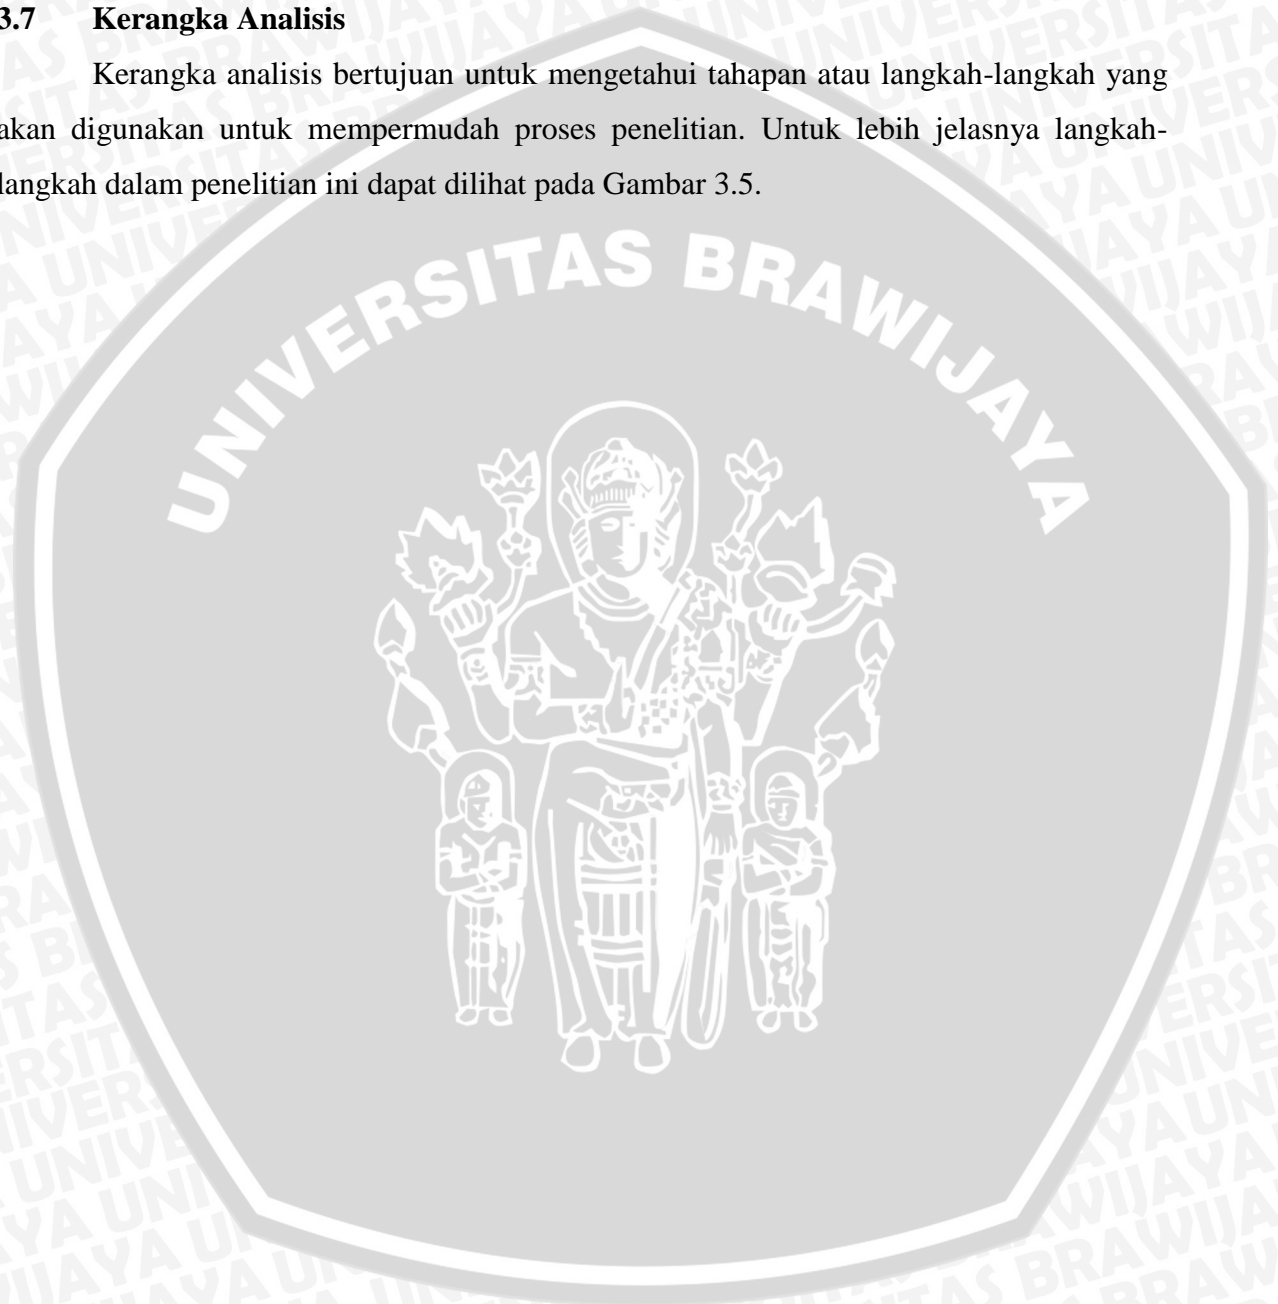 3.7 Kerangka Analisis
Kerangka analisis bertujuan untuk mengetahui tahapan atau langkah-langkah yang
akan digunakan untuk mempermudah proses penelitian. Untuk lebih jelasnya langkah-
langkah dalam penelitian ini dapat dilihat pada Gambar 3.5.
UNIVERSITAS BRAWIJAYA